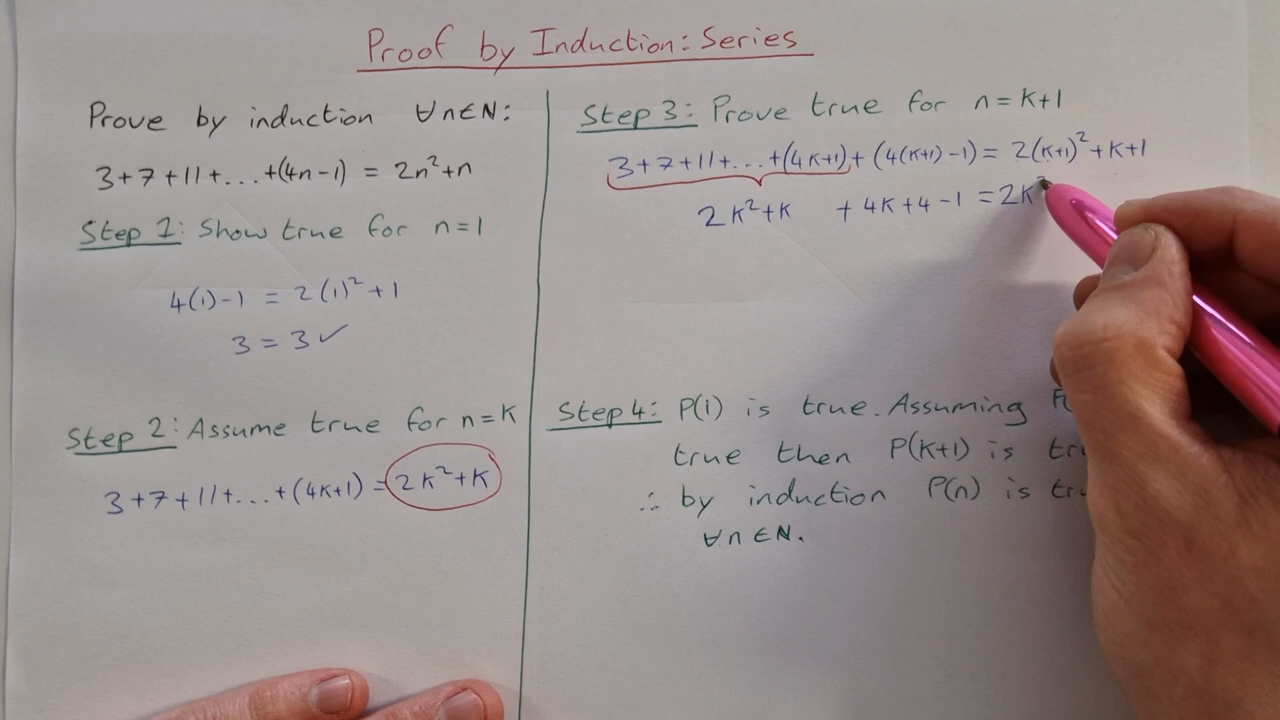 Proof by Induction: Series
Prove by induction ∀n∈N:
3+7+11+...+(4n-1) = 2n²+n
Step 1: Show true for n=1
4(1)-1 = 2(1)²+1
3 = 3 ✓
Step 2: Assume true for n=K
3+7+11+...+(4K+1) = 2K²+K
Step 3: Prove true for n=K+1
3+7+11+...+(4K+1)+(4(K+1)-1) = 2(K+1)²+K+1
2K²+K +4K+4-1 = 2K²
Step 4: P(1) is true. Assuming
true then P(K+1) is
∴ by induction P(n) is
∀n∈N.